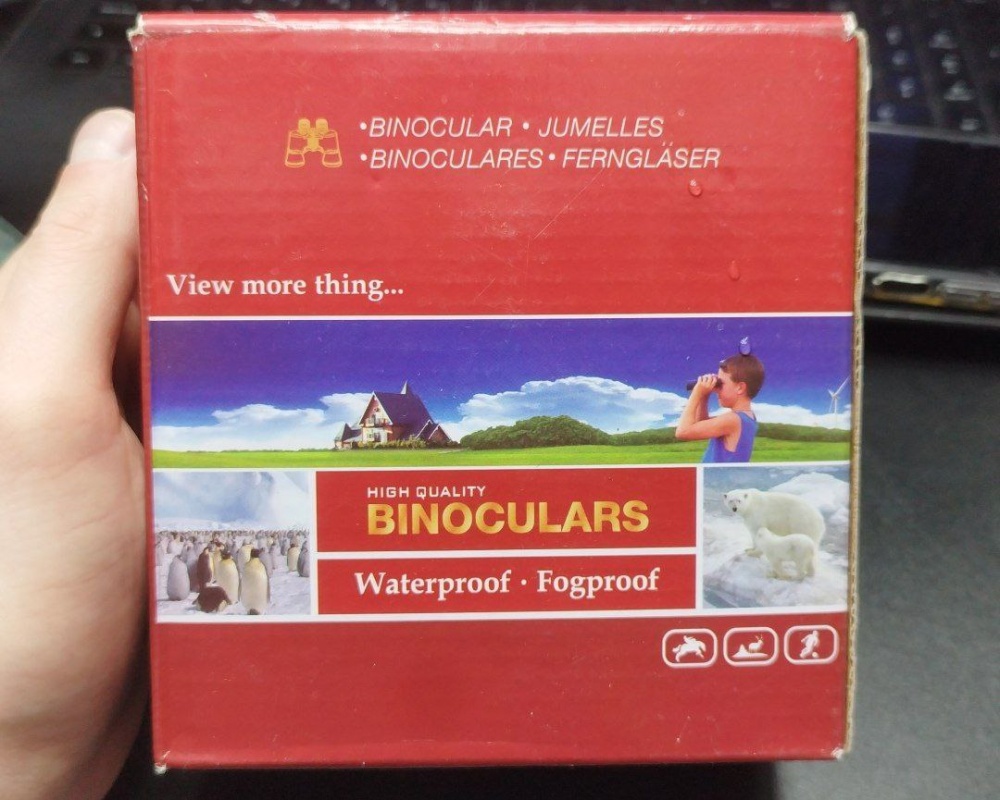 •BINOCULAR • JUMELLES
•BINOCULARES • FERNGLÄSER
View more thing...
HIGH QUALITY
BINOCULARS
Waterproof · Fogproof